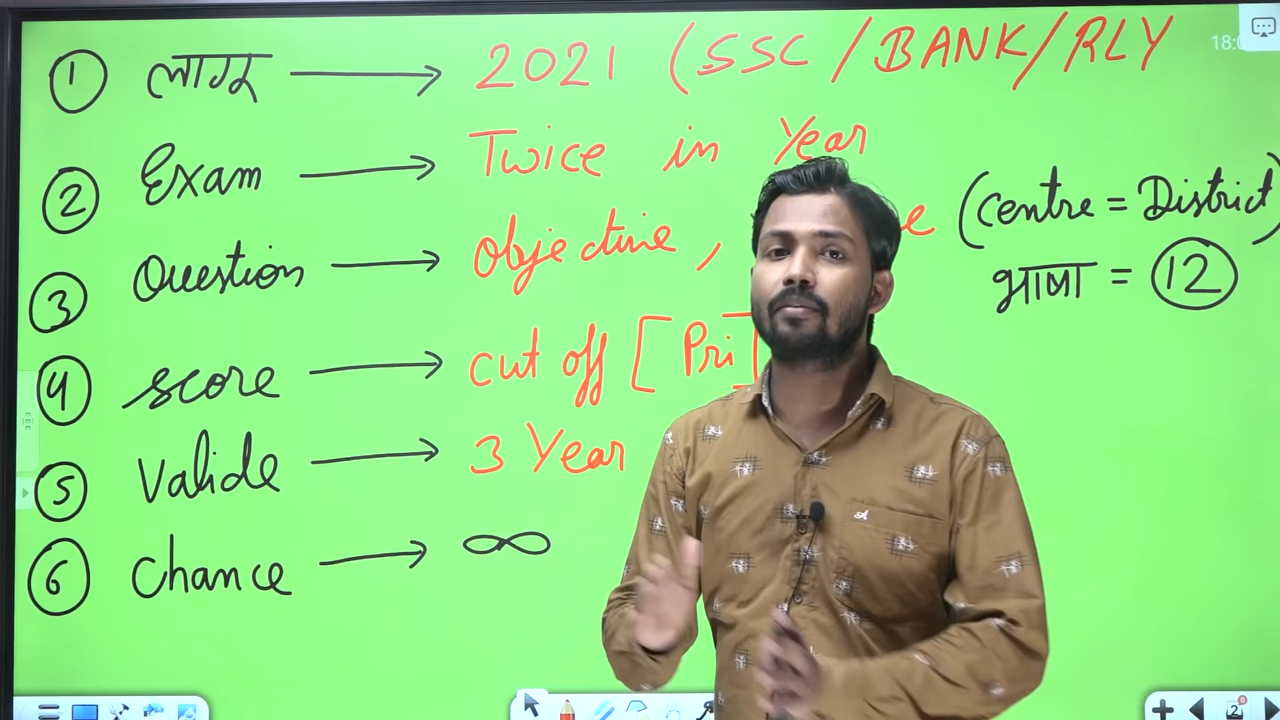 ① लागू → 2021 (SSC / BANK / RLY
② Exam → Twice in Year
③ Question → objective, (centre = District)
भाषा = 12
④ score → cut off [Pri]
⑤ Valide → 3 Year
⑥ Chance → ∞